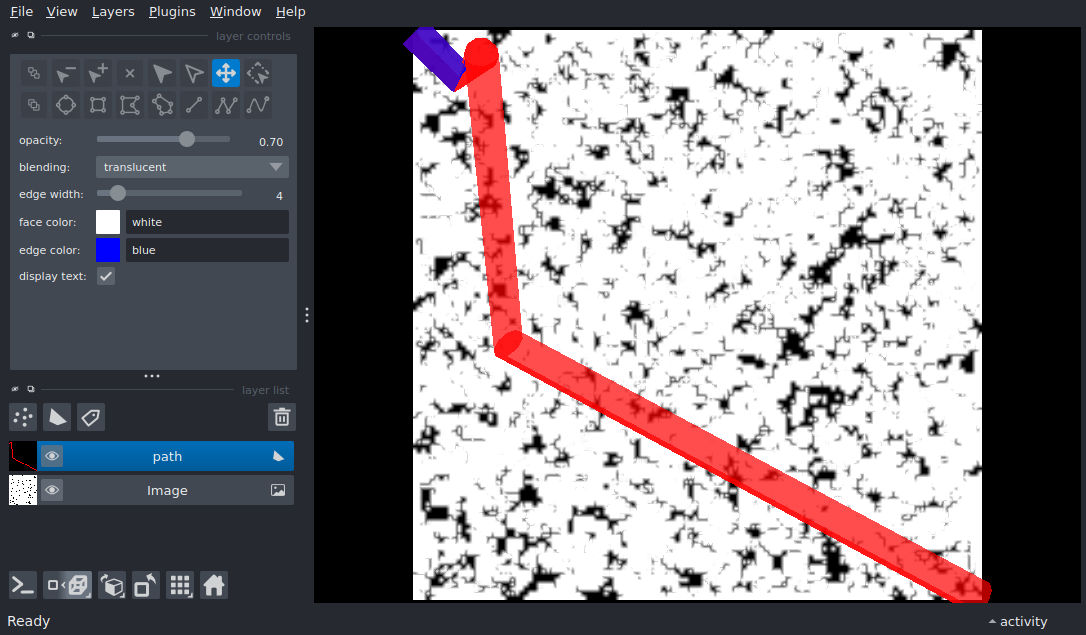 File View Layers Plugins Window Help
layer controls
opacity: 0.70
blending: translucent
edge width: 4
face color: white
edge color: blue
display text:
layer list
path
Image
Ready
activity